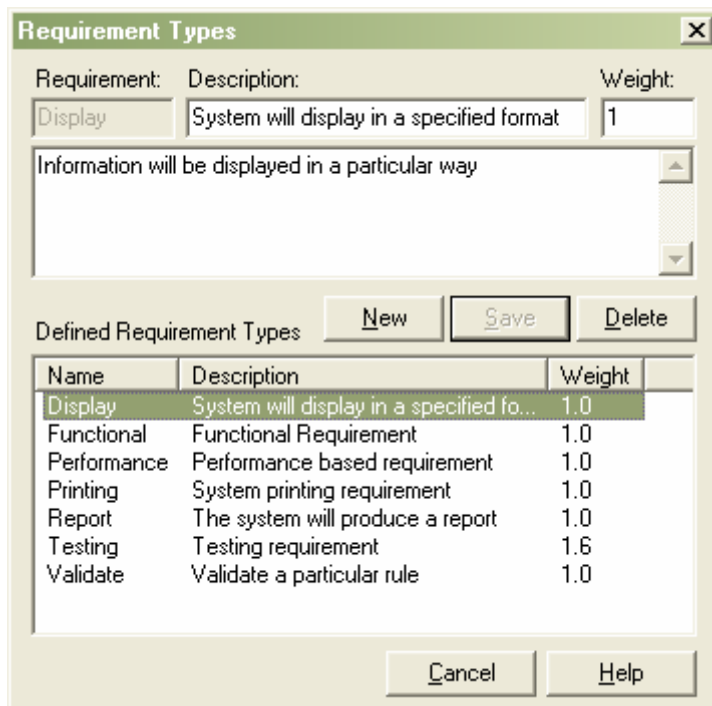 Requirement Types
Requirement: Description: Weight:
Display System will display in a specified format 1
Information will be displayed in a particular way
New Save Delete
Defined Requirement Types
Name Description Weight
Display System will display in a specified fo... 1.0
Functional Functional Requirement 1.0
Performance Performance based requirement 1.0
Printing System printing requirement 1.0
Report The system will produce a report 1.0
Testing Testing requirement 1.6
Validate Validate a particular rule 1.0
Cancel Help